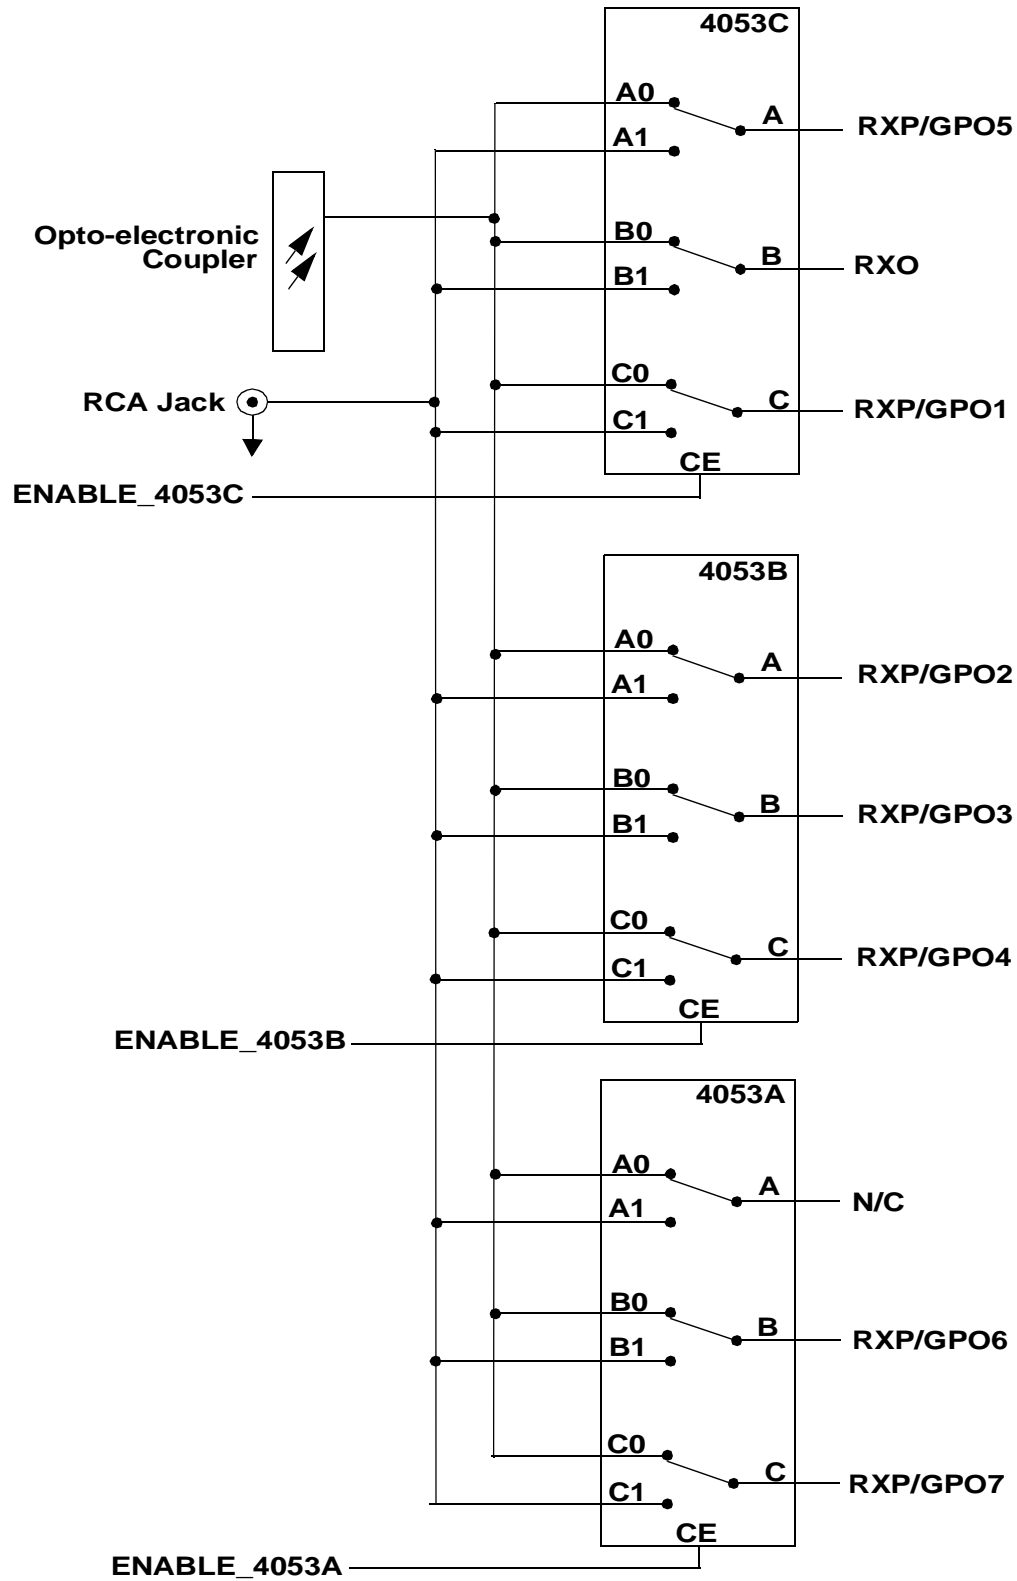 4053C
A0
A
RXP/GPO5
A1
Opto-electronic
Coupler
B0
B
RXO
B1
C0
RCA Jack
C
RXP/GPO1
C1
CE
ENABLE_4053C
4053B
A0
A
RXP/GPO2
A1
B0
B
RXP/GPO3
B1
C0
C
RXP/GPO4
C1
CE
ENABLE_4053B
4053A
A0
A
N/C
A1
B0
B
RXP/GPO6
B1
C0
C
RXP/GPO7
C1
CE
ENABLE_4053A